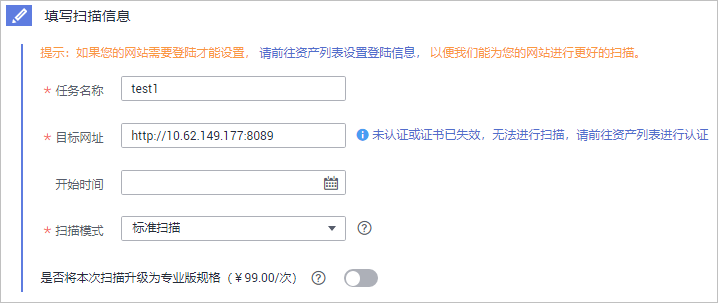 填写扫描信息
提示：如果您的网站需要登陆才能设置，请前往资产列表设置登陆信息，以便我们能为您的网站进行更好的扫描。
* 任务名称 test1
* 目标网址 http://10.62.149.177:8089 未认证或证书已失效，无法进行扫描，请前往资产列表进行认证
开始时间
* 扫描模式 标准扫描
是否将本次扫描升级为专业版规格（￥99.00/次）